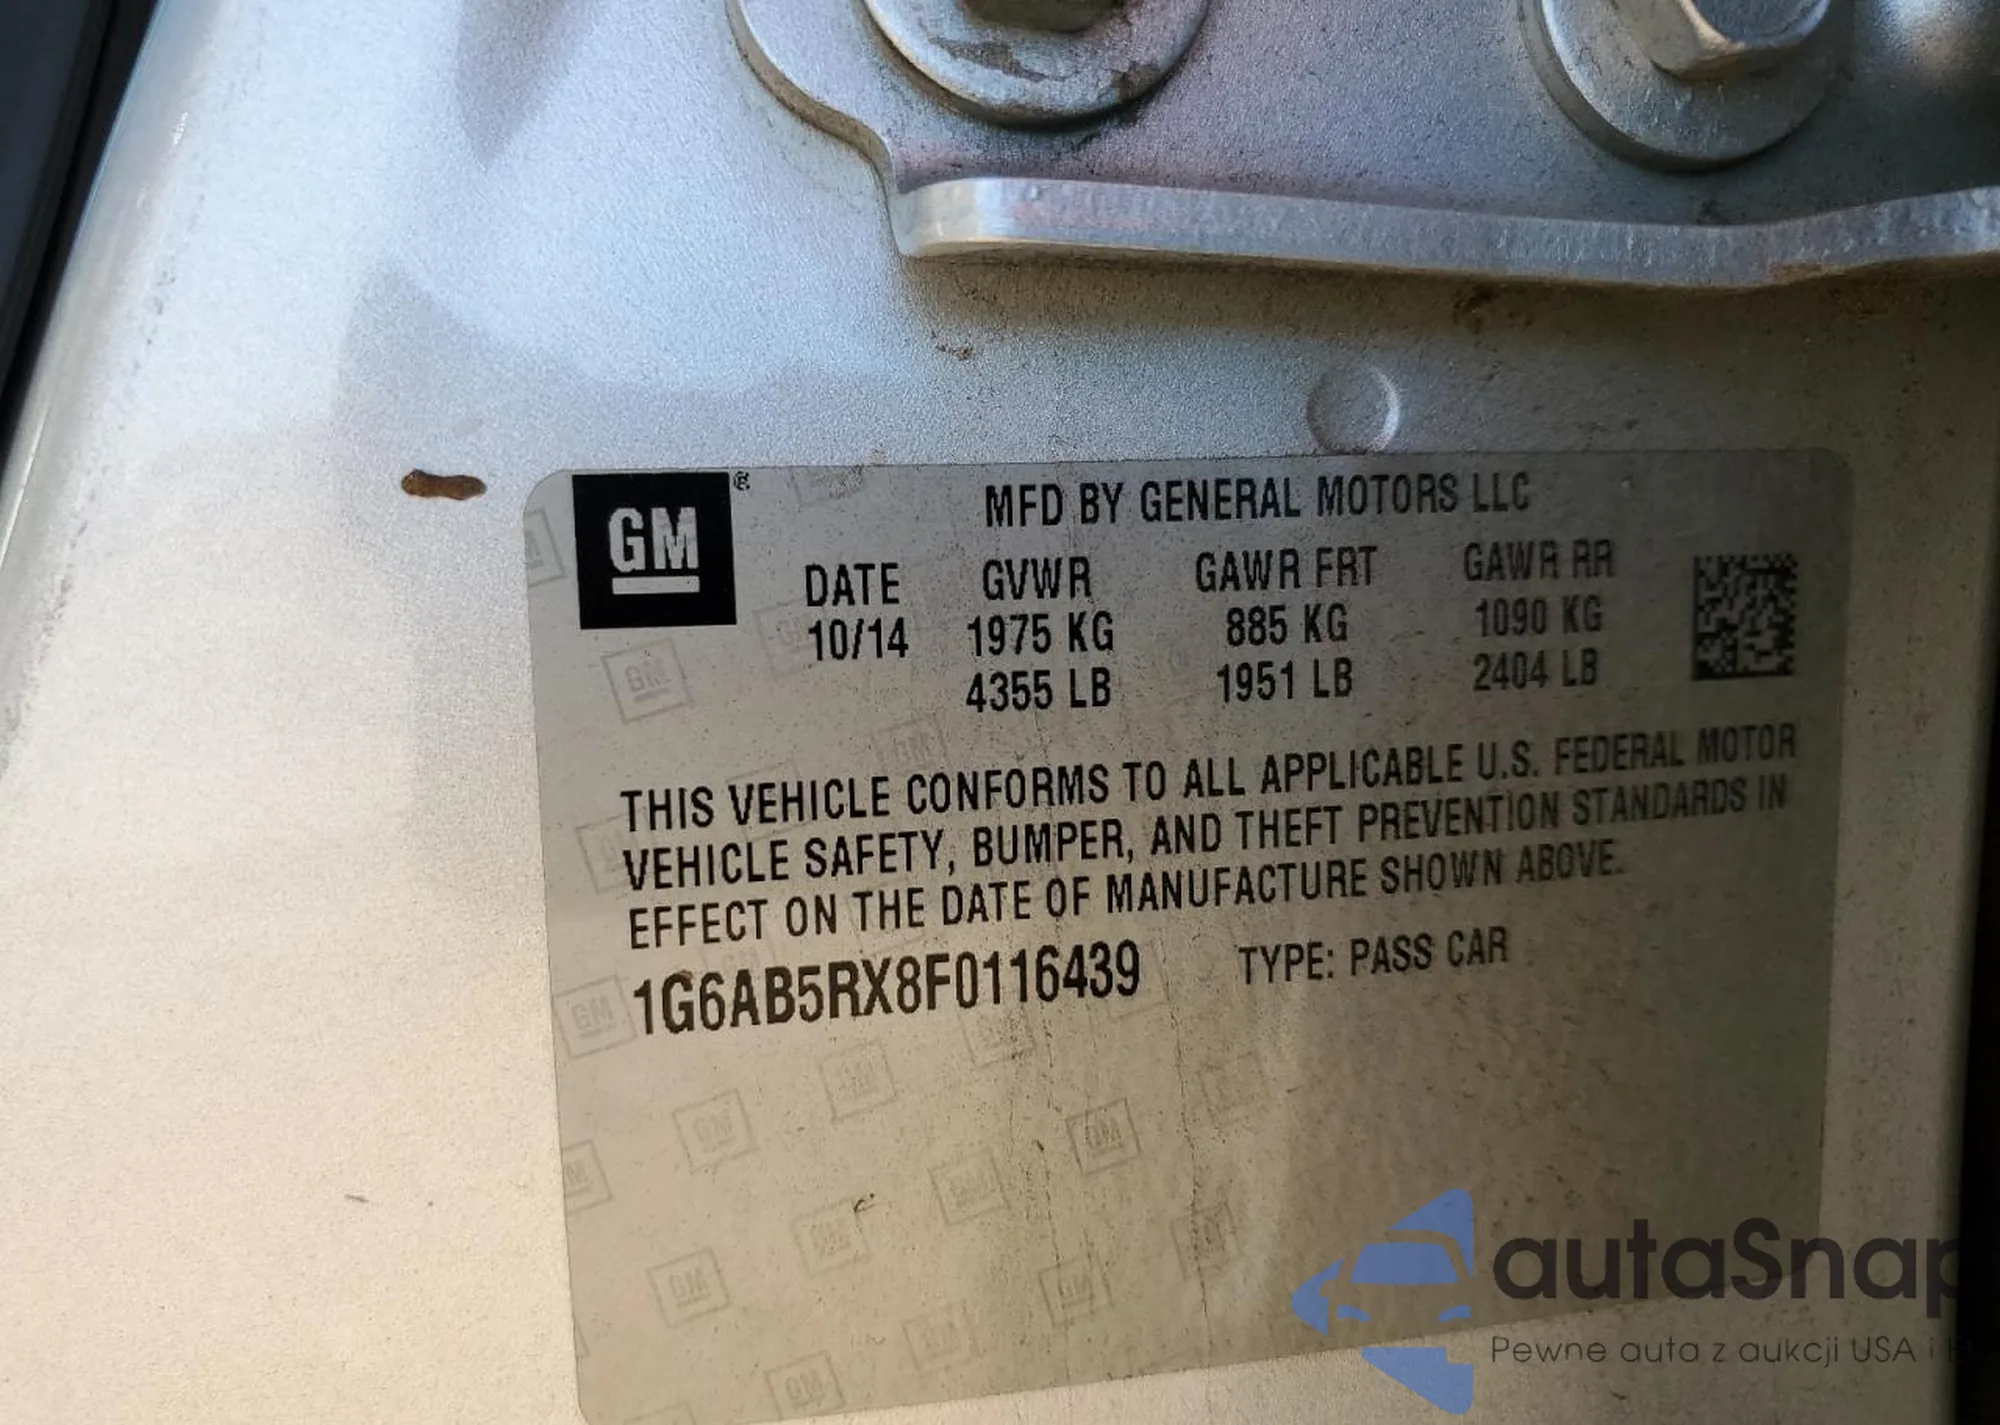 GM®
MFD BY GENERAL MOTORS LLC
DATE GVWR GAWR FRT GAWR RR
10/14 1975 KG 885 KG 1090 KG
4355 LB 1951 LB 2404 LB
THIS VEHICLE CONFORMS TO ALL APPLICABLE U.S. FEDERAL MOTOR
VEHICLE SAFETY, BUMPER, AND THEFT PREVENTION STANDARDS IN
EFFECT ON THE DATE OF MANUFACTURE SHOWN ABOVE.
1G6AB5RX8F0116439 TYPE: PASS CAR
autaSnap
Pewne auta z aukcji USA i